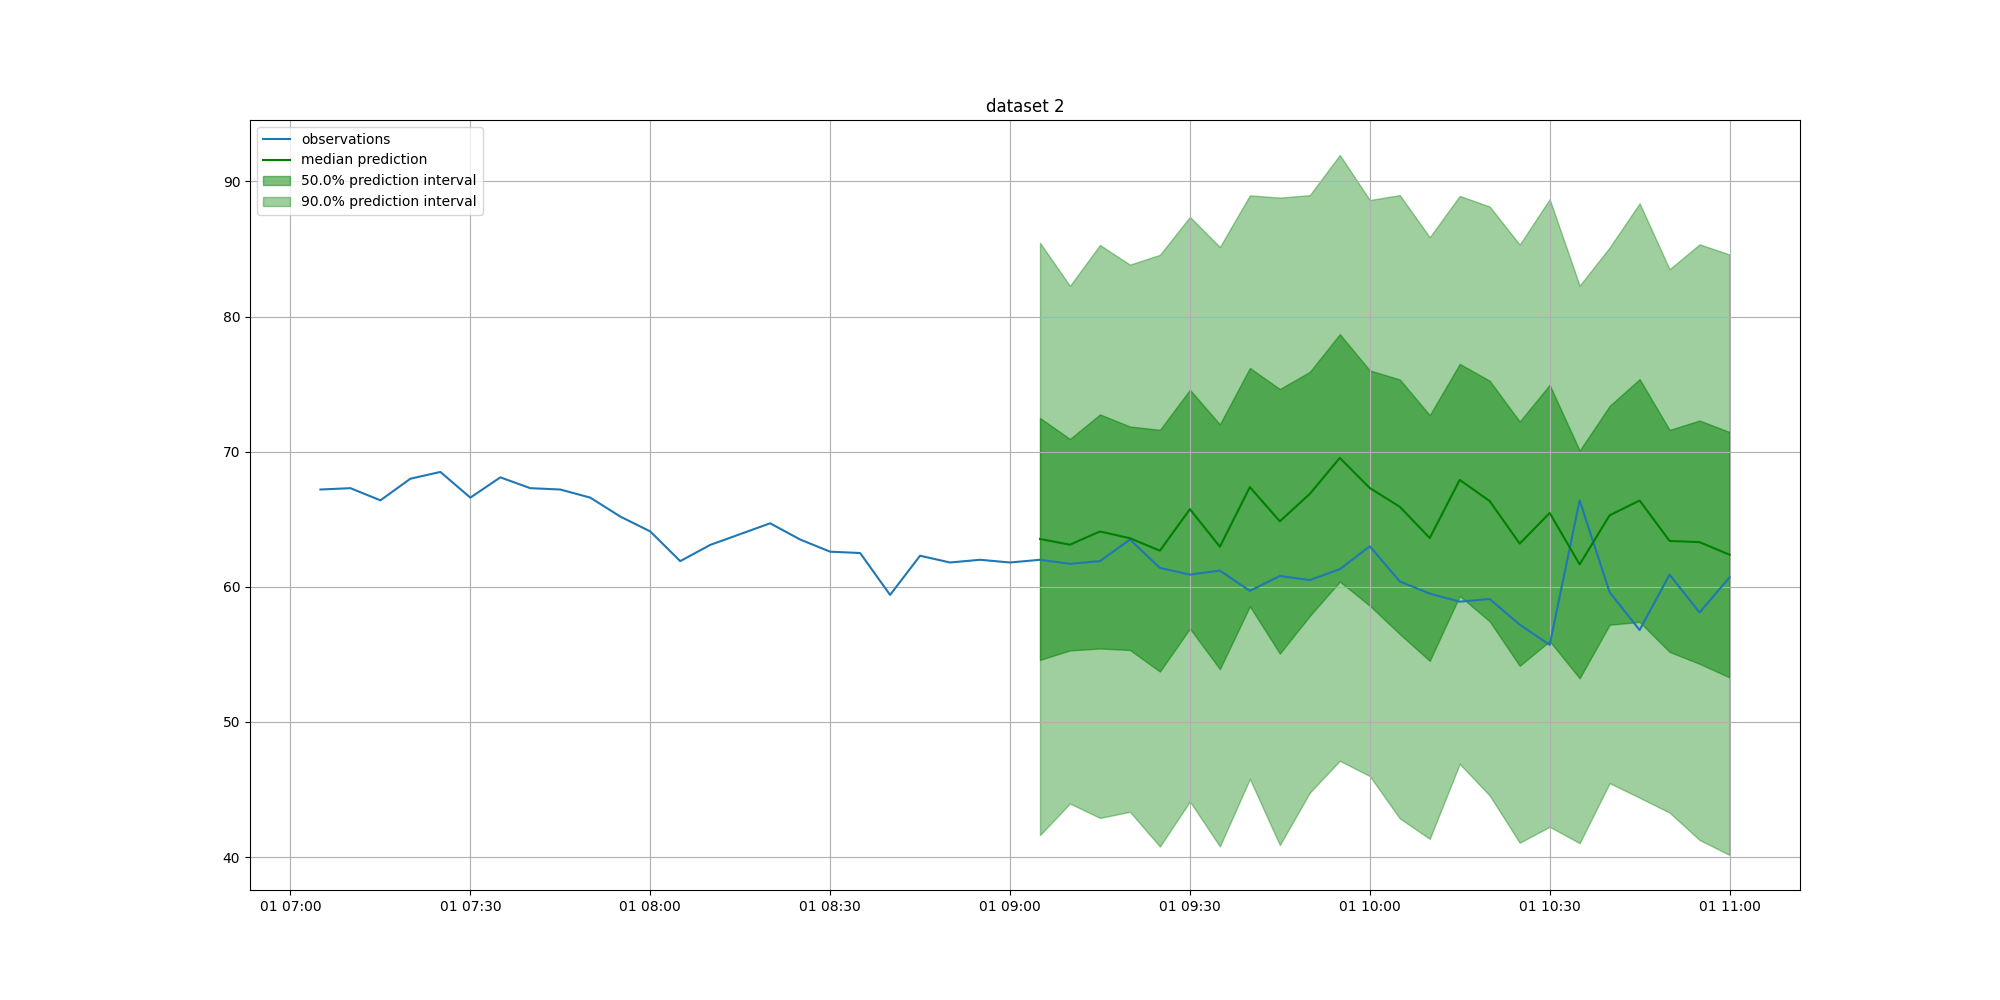 dataset 2
observations
median prediction
50.0% prediction interval
90.0% prediction interval
90
80
70
60
50
40
01 07:00 01 07:30 01 08:00 01 08:30 01 09:00 01 09:30 01 10:00 01 10:30 01 11:00